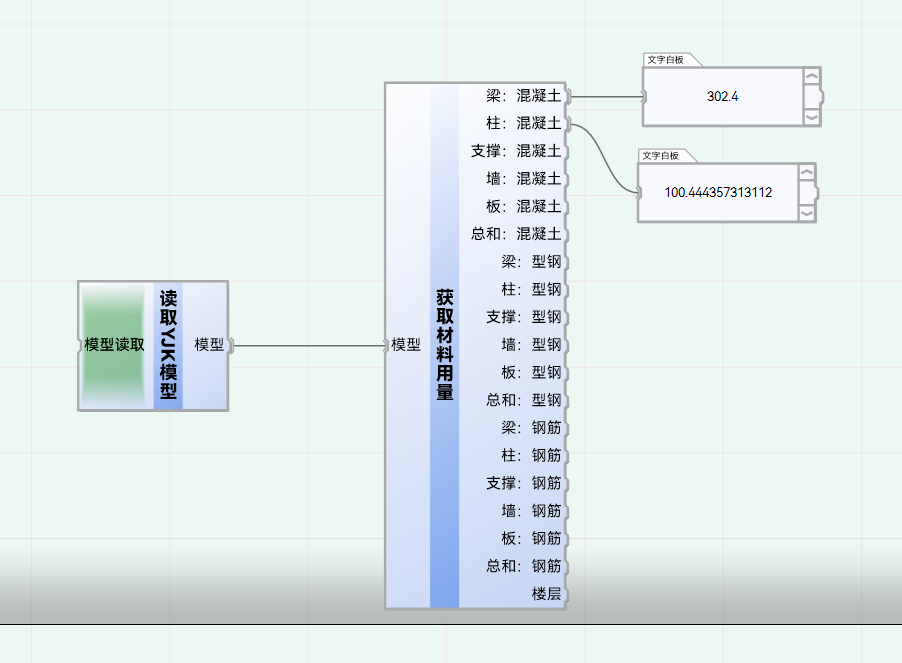 文字白板
302.4
文字白板
100.444357313112
模型读取
读取YJK模型
模型
模型
获取材料用量
梁：混凝土
柱：混凝土
支撑：混凝土
墙：混凝土
板：混凝土
总和：混凝土
梁：型钢
柱：型钢
支撑：型钢
墙：型钢
板：型钢
总和：型钢
梁：钢筋
柱：钢筋
支撑：钢筋
墙：钢筋
板：钢筋
总和：钢筋
楼层